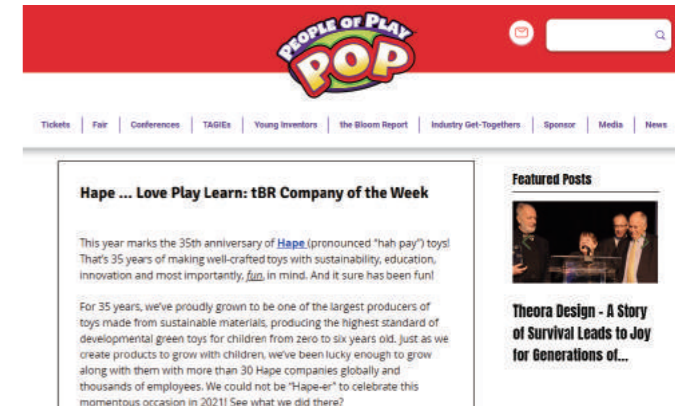 PEOPLE OF PLAY
POP
Tickets | Fair | Conferences | TAGIEs | Young Inventors | the Bloom Report | Industry Get-Togethers | Sponsor | Media | News
Hape ... Love Play Learn: tBR Company of the Week
This year marks the 35th anniversary of Hape (pronounced "hah pay") toys!
That's 35 years of making well-crafted toys with sustainability, education,
innovation and most importantly, fun, in mind. And it sure has been fun!
For 35 years, we've proudly grown to be one of the largest producers of
toys made from sustainable materials, producing the highest standard of
developmental green toys for children from zero to six years old. Just as we
create products to grow with children, we've been lucky enough to grow
along with them with more than 30 Hape companies globally and
thousands of employees. We could not be "Hape-er" to celebrate this
momentous occasion in 2021! See what we did there?
Featured Posts
Theora Design - A Story
of Survival Leads to Joy
for Generations of...